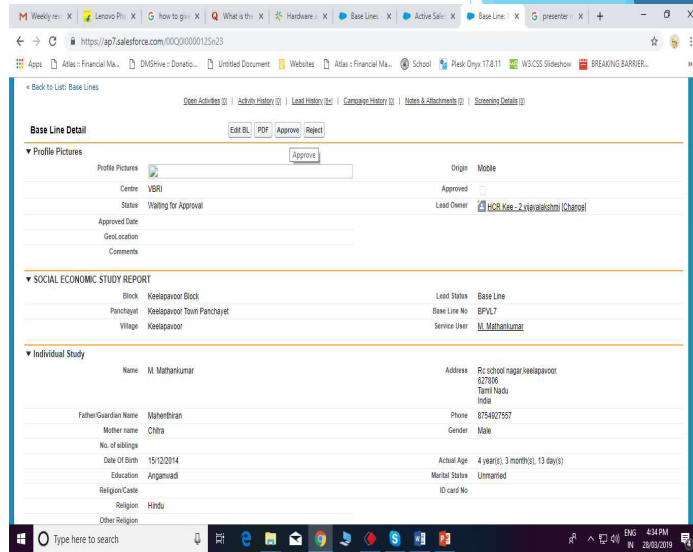 Weekly rev
Lenovo Ph
how to giv
What is the
Hardware
Base Lines
Active Sale
Base Line: 
presenter
https://ap7.salesforce.com/00Q0I000012Sn23
Apps
Atlas :: Financial Ma...
DMSHive :: Donatio...
Untitled Document
Websites
Atlas :: Financial Ma...
School
Plesk Onyx 17.8.11
W3.CSS Slideshow
BREAKING BARRIER...
« Back to List: Base Lines
Open Activities [0] | Activity History [0] | Lead History [5+] | Campaign History [0] | Notes & Attachments [0] | Screening Details [0]
Base Line Detail
Edit BL PDF Approve Reject
Approve
Profile Pictures
Profile Pictures
Origin Mobile
Centre VBRI
Approved
Status Waiting for Approval
Lead Owner HCR Kee - 2 vijayalakshmi [Change]
Approved Date
GeoLocation
Comments
SOCIAL ECONOMIC STUDY REPORT
Block Keelapavoor Block
Lead Status Base Line
Panchayat Keelapavoor Town Panchayet
Base Line No BPVL7
Village Keelapavoor
Service User M. Mathankumar
Individual Study
Name M. Mathankumar
Address Rc school nagar,keelapavoor.
627806
Tamil Nadu
India
Father/Guardian Name Mahenthiran
Phone 8754927557
Mother name Chitra
Gender Male
No. of siblings
Date Of Birth 15/12/2014
Actual Age 4 year(s), 3 month(s), 13 day(s)
Education Anganwadi
Marital Status Unmarried
Religion/Caste
ID card No
Religion Hindu
Other Religion
Type here to search
ENG
IN
4:34 PM
28/03/2019